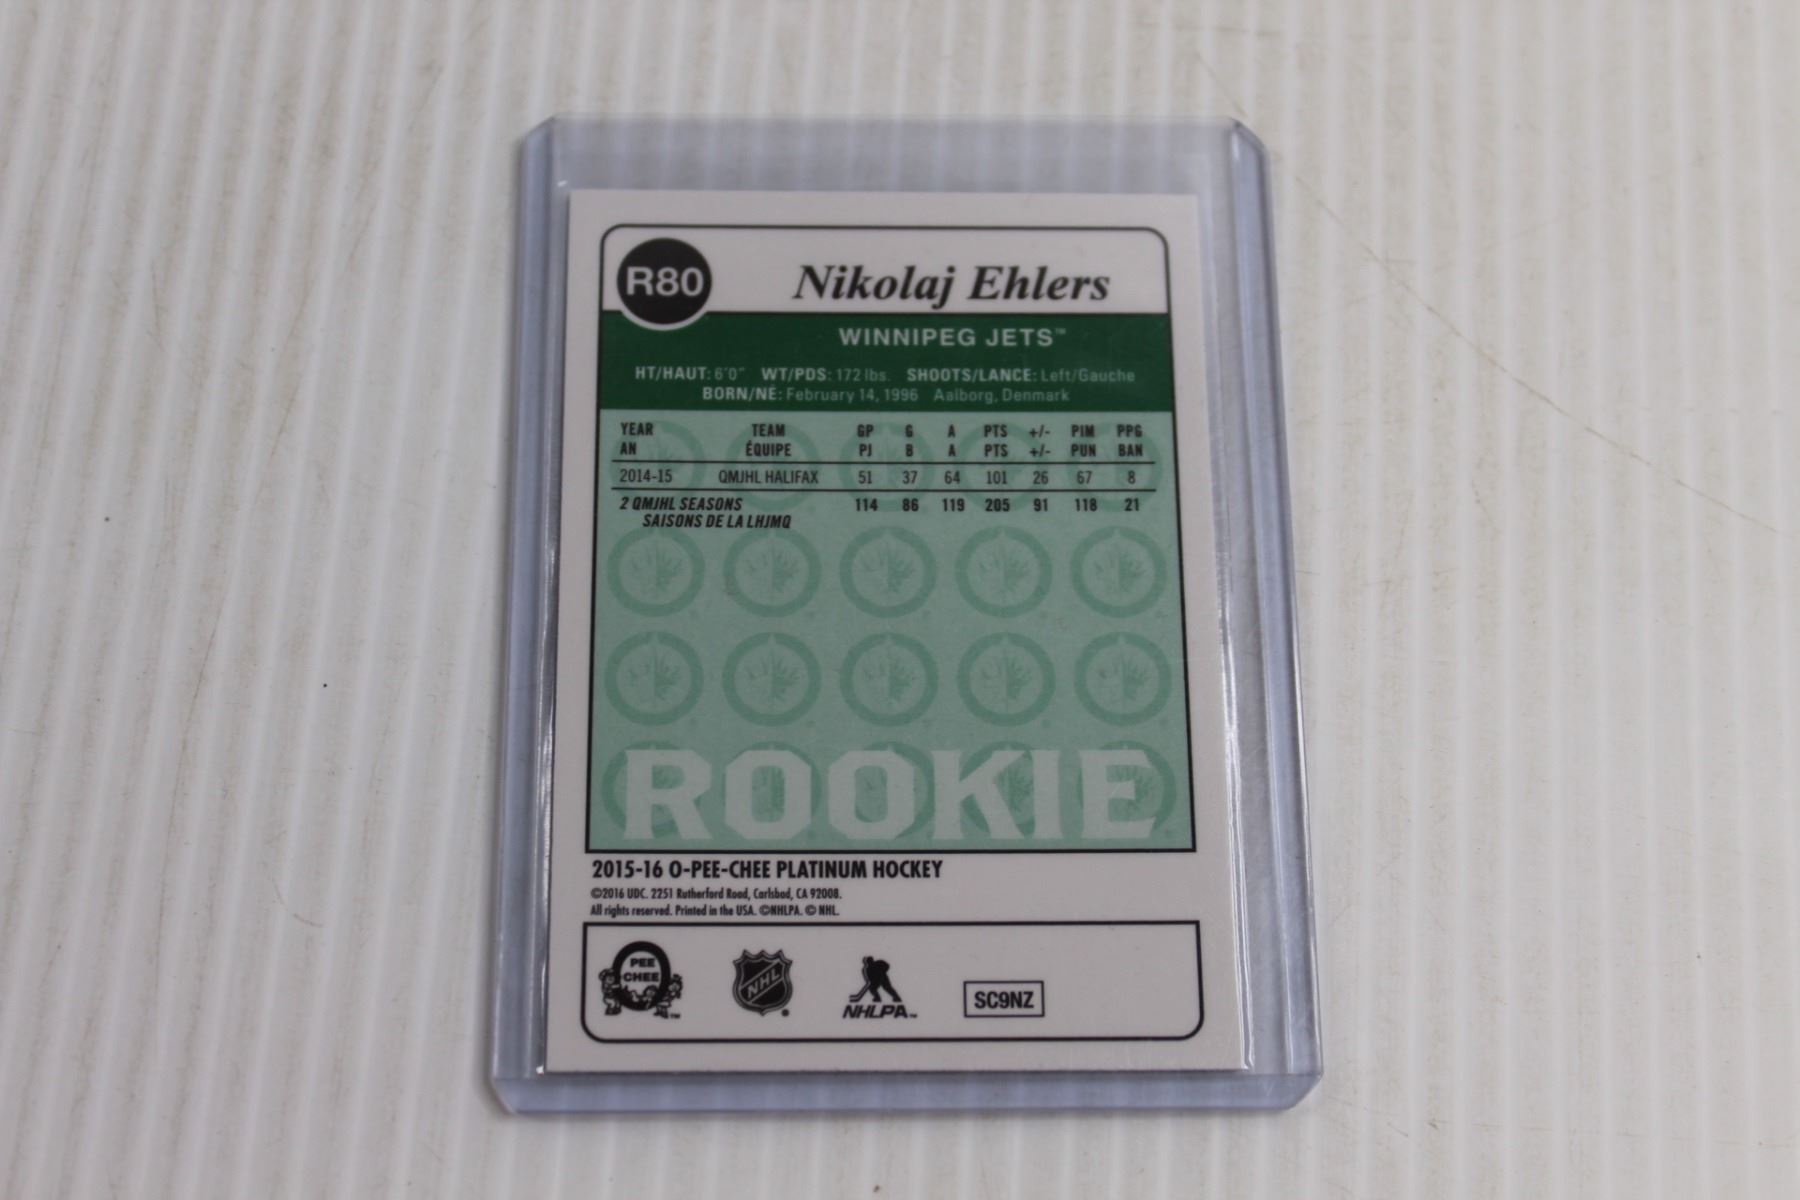 R80
Nikolaj Ehlers
WINNIPEG JETS™
HT/HAUT: 6'0" WT/PDS: 172 lbs. SHOOTS/LANCE: Left/Gauche
BORN/NÉ: February 14, 1996 Aalborg, Denmark
YEAR TEAM GP G A PTS +/- PIM PPG
AN ÉQUIPE PJ B A PTS +/- PUN BAN
2014-15 QMJHL HALIFAX 51 37 64 101 26 67 8
2 QMJHL SEASONS 114 86 119 205 91 118 21
SAISONS DE LA LHJMQ
ROOKIE
2015-16 O-PEE-CHEE PLATINUM HOCKEY
©2016 UDC. 2251 Rutherford Road, Carlsbad, CA 92008.
All rights reserved. Printed in the USA. ©NHLPA. © NHL.
O PEE CHEE™ NHL® NHLPA™ SC9NZ